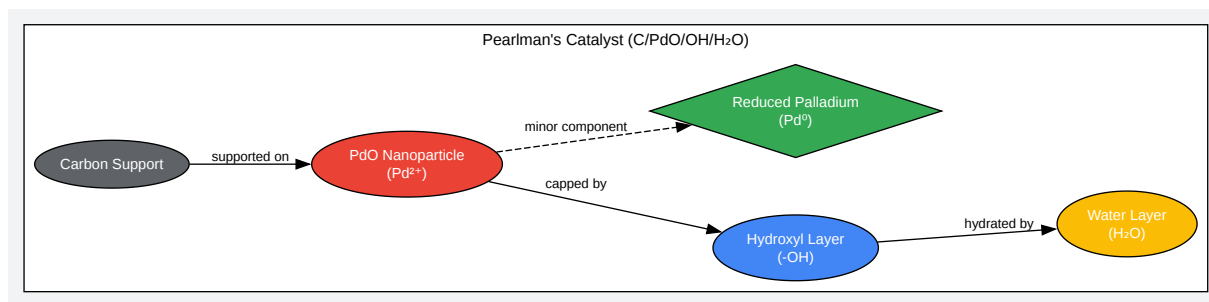 Pearlman's Catalyst (C/PdO/OH/H₂O)
Carbon Support
supported on
PdO Nanoparticle
(Pd²⁺)
minor component
Reduced Palladium
(Pd⁰)
capped by
Hydroxyl Layer
(-OH)
hydrated by
Water Layer
(H₂O)